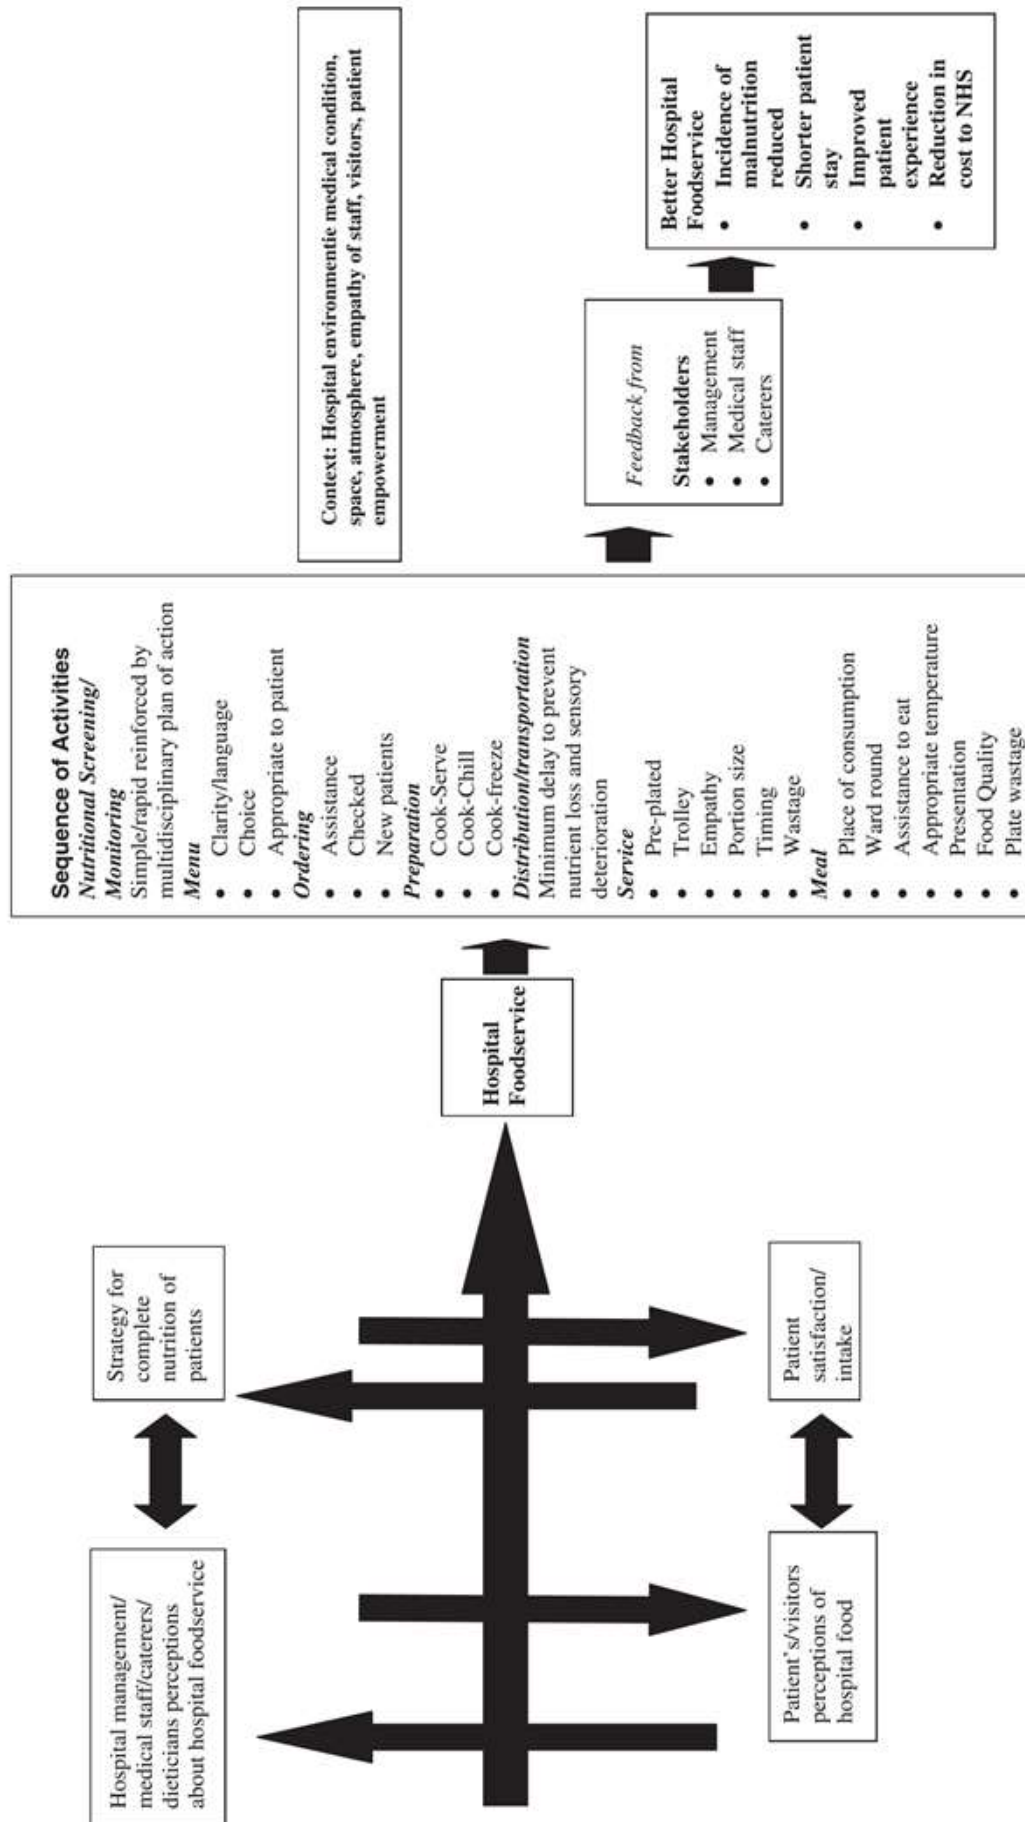 Hospital management/
medical staff/caterers/
dieticians perceptions
about hospital foodservice
Strategy for
complete
nutrition of
patients
Patient's/visitors
perceptions of
hospital food
Patient
satisfaction/
intake
Hospital
Foodservice
Sequence of Activities
Nutritional Screening/
Monitoring
Simple/rapid reinforced by
multidisciplinary plan of action
Menu
• Clarity/language
• Choice
• Appropriate to patient
Ordering
• Assistance
• Checked
• New patients
Preparation
• Cook-Serve
• Cook-Chill
• Cook-freeze
Distribution/transportation
Minimum delay to prevent
nutrient loss and sensory
deterioration
Service
• Pre-plated
• Trolley
• Empathy
• Portion size
• Timing
• Wastage
Meal
• Place of consumption
• Ward round
• Assistance to eat
• Appropriate temperature
• Presentation
• Food Quality
• Plate wastage
Context: Hospital environmentie medical condition,
space, atmosphere, empathy of staff, visitors, patient
empowerment
Feedback from
Stakeholders
• Management
• Medical staff
• Caterers
Better Hospital
Foodservice
• Incidence of
malnutrition
reduced
• Shorter patient
stay
• Improved
patient
experience
• Reduction in
cost to NHS